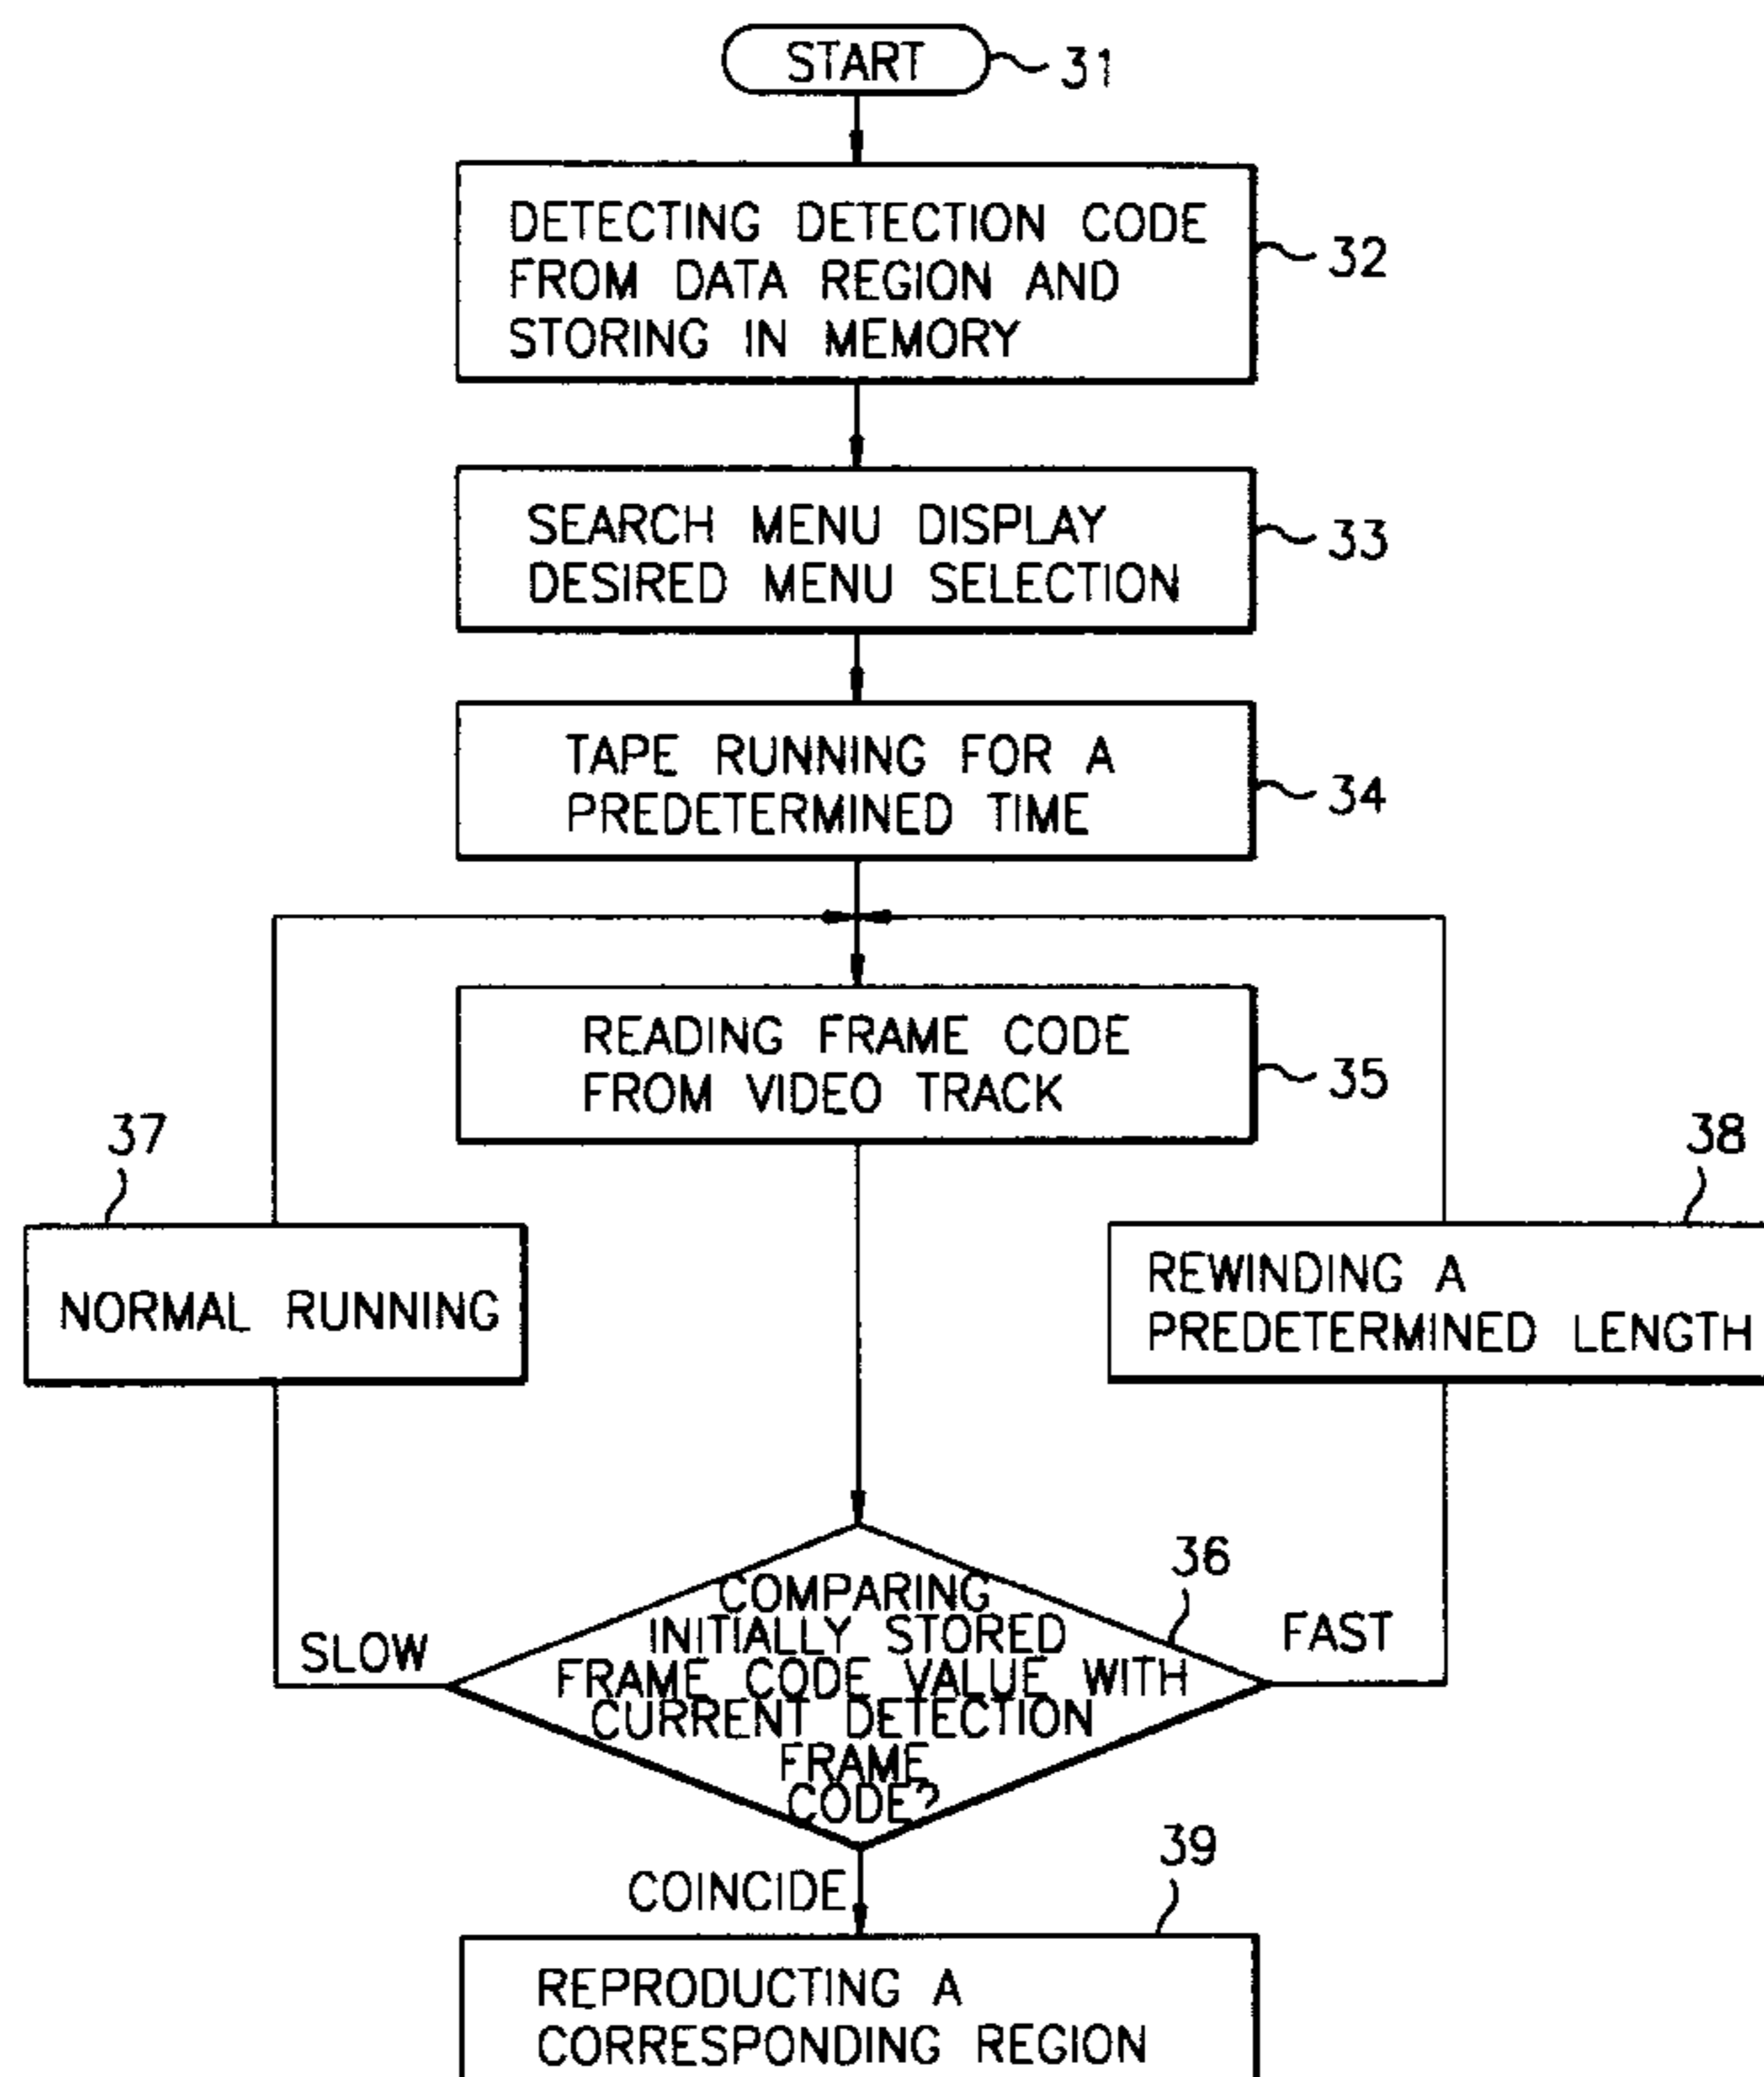 START
31
DETECTING DETECTION CODE
FROM DATA REGION AND
STORING IN MEMORY
32
SEARCH MENU DISPLAY
DESIRED MENU SELECTION
33
TAPE RUNNING FOR A
PREDETERMINED TIME
34
READING FRAME CODE
FROM VIDEO TRACK
35
37
NORMAL RUNNING
38
REWINDING A
PREDETERMINED LENGTH
36
COMPARING
INITIALLY STORED
FRAME CODE VALUE WITH
CURRENT DETECTION
FRAME
CODE?
SLOW
FAST
COINCIDE
39
REPRODUCTING A
CORRESPONDING REGION